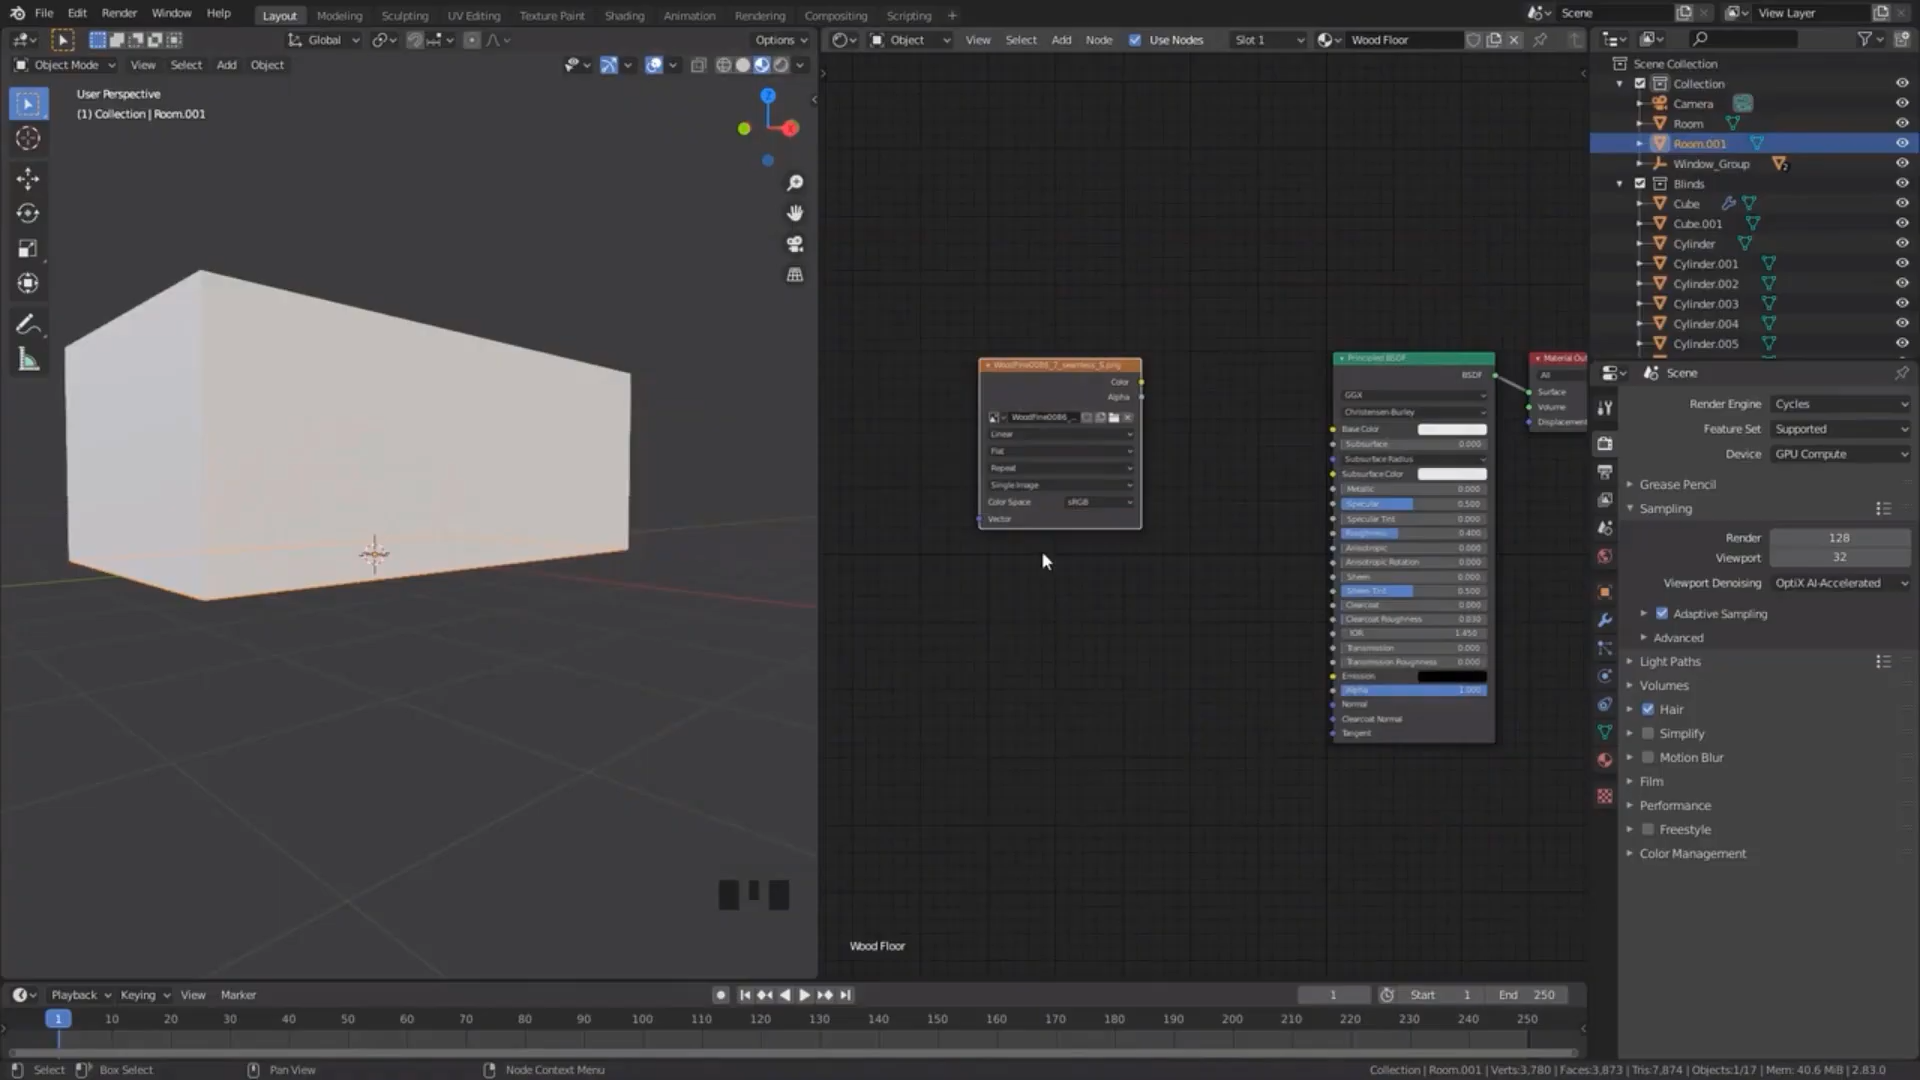 File Edit Render Window Help Layout Modeling Sculpting UV Editing Texture Paint Shading Animation Rendering Compositing Scripting + Scene View Layer
Global Options Object View Select Add Node Use Nodes Slot 1 Wood Floor
Object Mode View Select Add Object
User Perspective
(1) Collection | Room.001
Z
X
WoodFine0086_7_seamless_S.png
Color
Alpha
WoodFine0086_...
Linear
Flat
Repeat
Single Image
Color Space sRGB
Vector
Principled BSDF
BSDF
GGX
Christensen-Burley
Base Color
Subsurface 0.000
Subsurface Radius
Subsurface Color
Metallic 0.000
Specular 0.500
Specular Tint 0.000
Roughness 0.400
Anisotropic 0.000
Anisotropic Rotation 0.000
Sheen 0.000
Sheen Tint 0.500
Clearcoat 0.000
Clearcoat Roughness 0.030
IOR 1.450
Transmission 0.000
Transmission Roughness 0.000
Emission
Alpha 1.000
Normal
Clearcoat Normal
Tangent
Material Out
All
Surface
Volume
Displacement
Wood Floor
Scene Collection
Collection
Camera
Room
Room.001
Window_Group 2
Blinds
Cube
Cube.001
Cylinder
Cylinder.001
Cylinder.002
Cylinder.003
Cylinder.004
Cylinder.005
Scene
Render Engine Cycles
Feature Set Supported
Device GPU Compute
Grease Pencil
Sampling
Render 128
Viewport 32
Viewport Denoising OptiX AI-Accelerated
Adaptive Sampling
Advanced
Light Paths
Volumes
Hair
Simplify
Motion Blur
Film
Performance
Freestyle
Color Management
Playback Keying View Marker 1 Start 1 End 250
1 10 20 30 40 50 60 70 80 90 100 110 120 130 140 150 160 170 180 190 200 210 220 230 240 250
Select Box Select Pan View Node Context Menu Collection | Room.001 | Verts:3,780 | Faces:3,873 | Tris:7,874 | Objects:1/17 | Mem: 40.6 MiB | 2.83.0